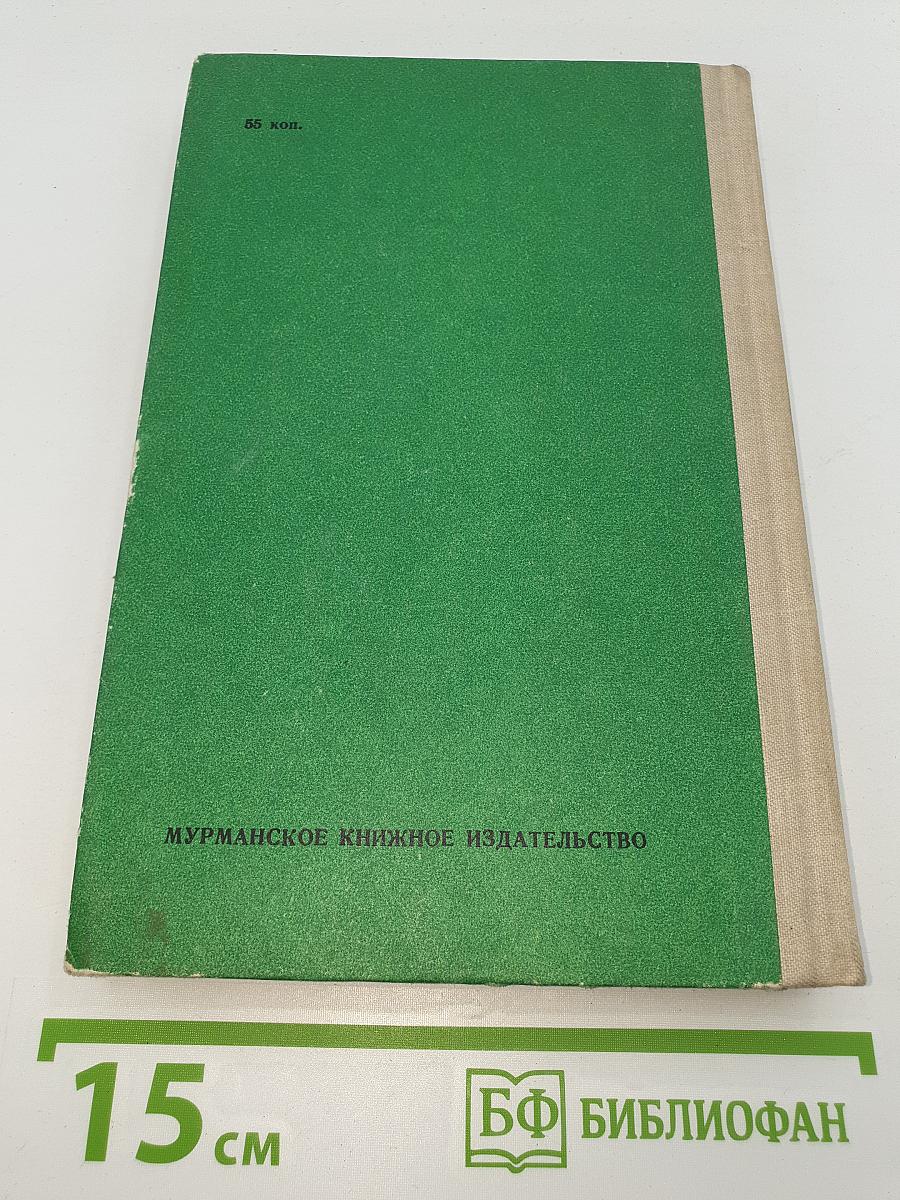 55 коп.
МУРМАНСКОЕ КНИЖНОЕ ИЗДАТЕЛЬСТВО
15 см
БФ БИБЛИОФАН